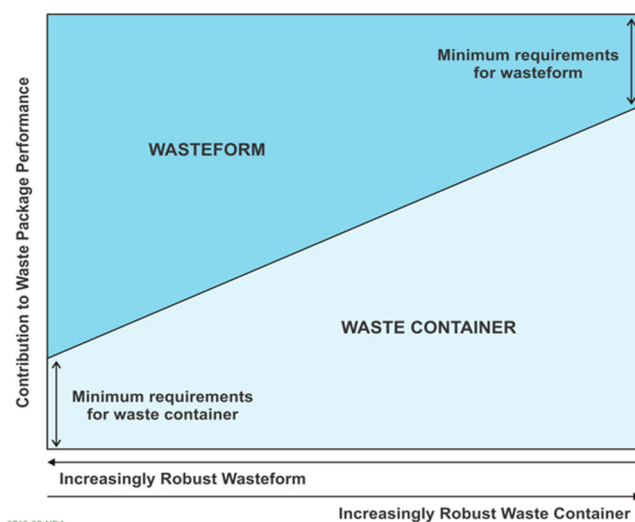 Minimum requirements
for wasteform
WASTEFORM
Contribution to Waste Package Performance
WASTE CONTAINER
Minimum requirements
for waste container
Increasingly Robust Wasteform
Increasingly Robust Waste Container